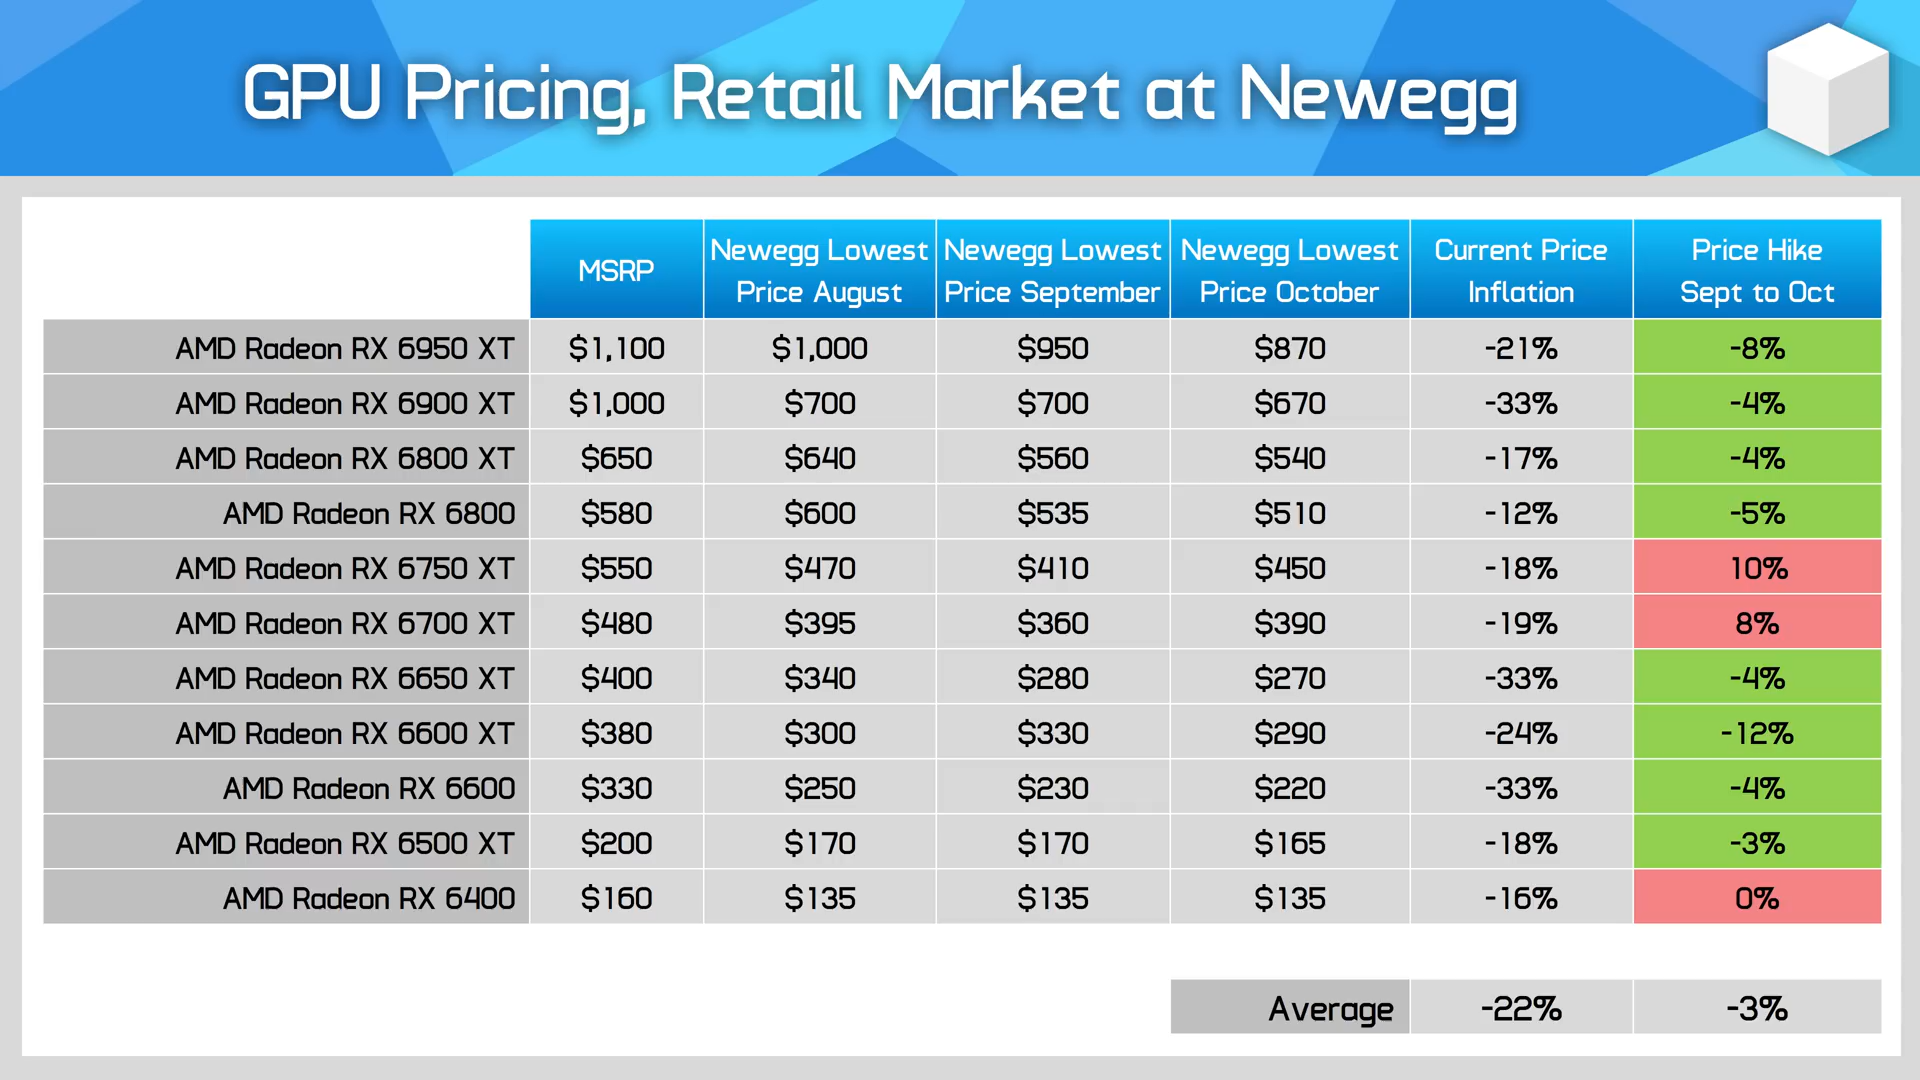 GPU Pricing, Retail Market at Newegg
MSRP Newegg Lowest Price August Newegg Lowest Price September Newegg Lowest Price October Current Price Inflation Price Hike Sept to Oct
AMD Radeon RX 6950 XT $1,100 $1,000 $950 $870 -21% -8%
AMD Radeon RX 6900 XT $1,000 $700 $700 $670 -33% -4%
AMD Radeon RX 6800 XT $650 $640 $560 $540 -17% -4%
AMD Radeon RX 6800 $580 $600 $535 $510 -12% -5%
AMD Radeon RX 6750 XT $550 $470 $410 $450 -18% 10%
AMD Radeon RX 6700 XT $480 $395 $360 $390 -19% 8%
AMD Radeon RX 6650 XT $400 $340 $280 $270 -33% -4%
AMD Radeon RX 6600 XT $380 $300 $330 $290 -24% -12%
AMD Radeon RX 6600 $330 $250 $230 $220 -33% -4%
AMD Radeon RX 6500 XT $200 $170 $170 $165 -18% -3%
AMD Radeon RX 6400 $160 $135 $135 $135 -16% 0%
Average -22% -3%